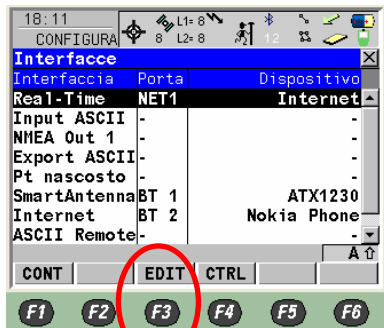 18:11
CONFIGURA 8 L1= 8 L2= 8 12
Interfacce
Interfaccia Porta Dispositivo
Real-Time NET1 Internet
Input ASCII - -
NMEA Out 1 - -
Export ASCII - -
Pt nascosto - -
SmartAntenna BT 1 ATX1230
Internet BT 2 Nokia Phone
ASCII Remote - -
A
CONT EDIT CTRL
F1 F2 F3 F4 F5 F6